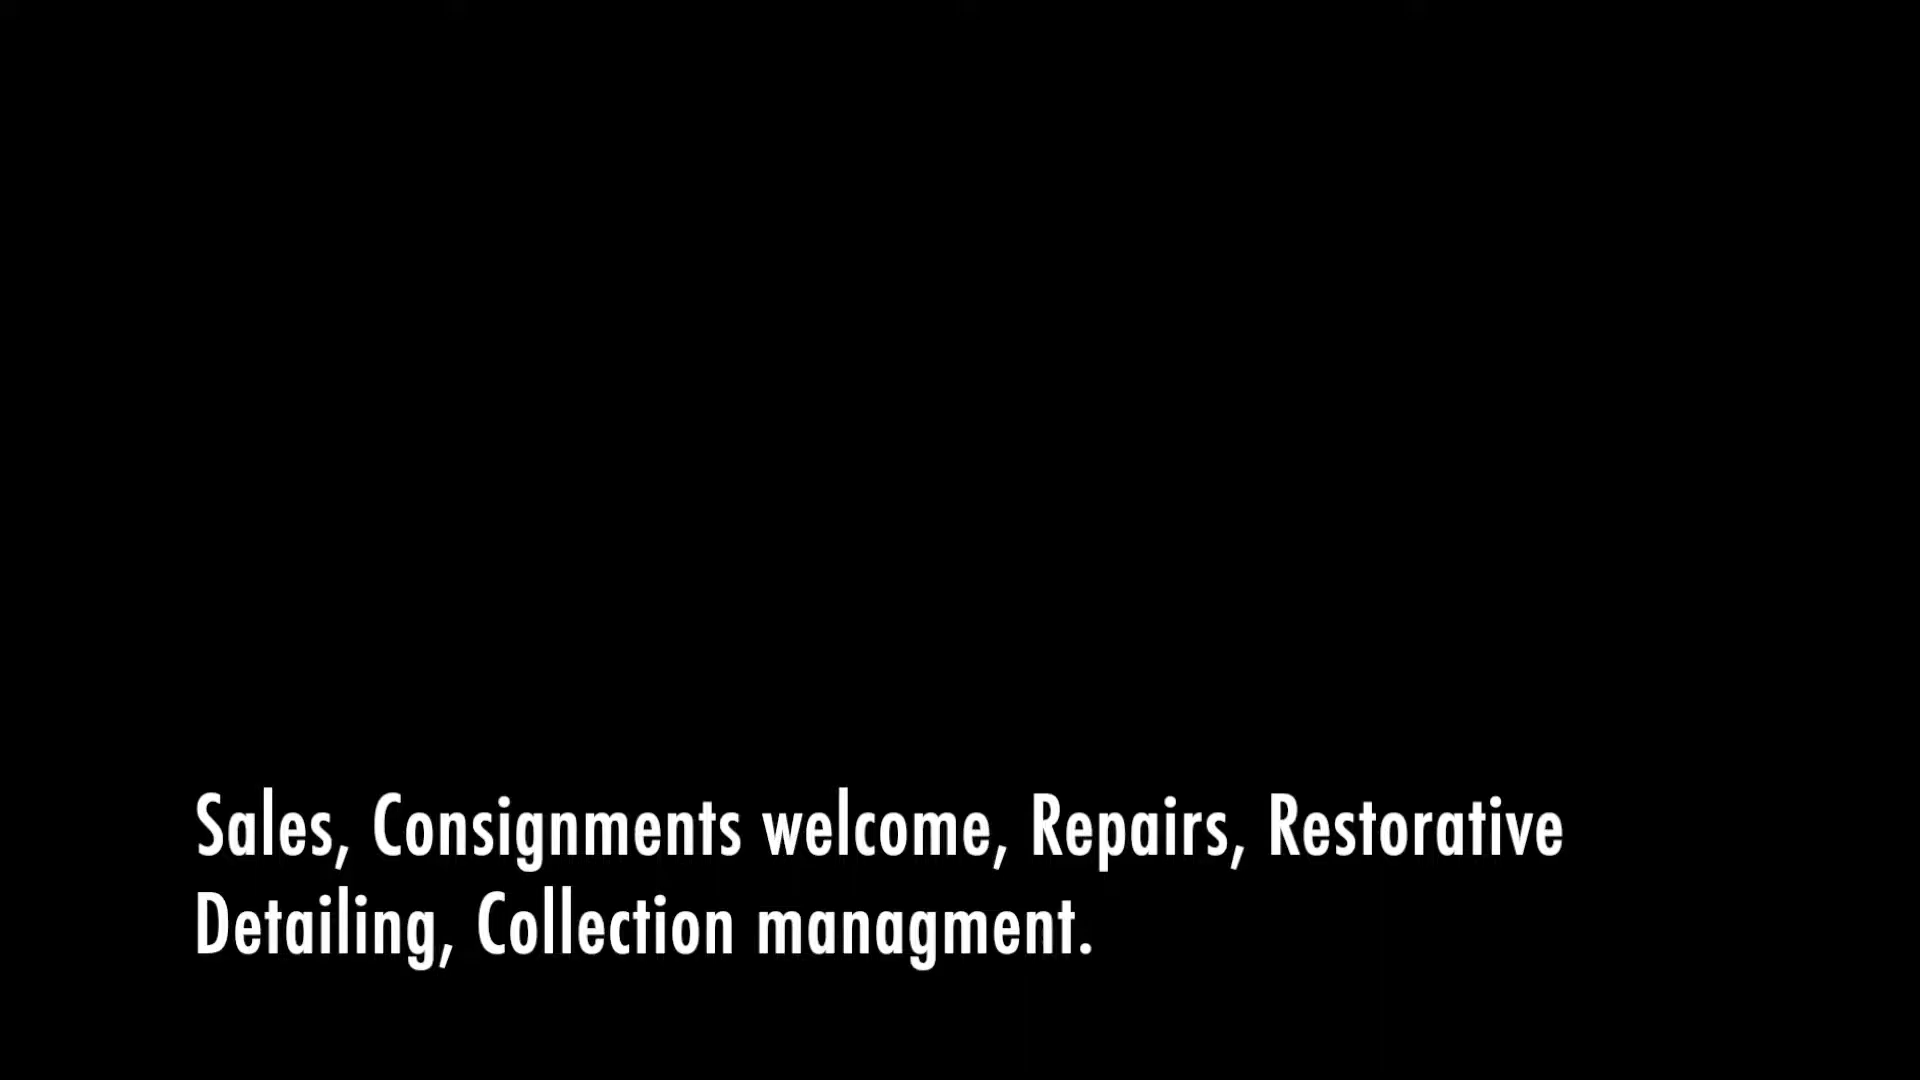 Sales, Consignments welcome, Repairs, Restorative
Detailing, Collection managment.